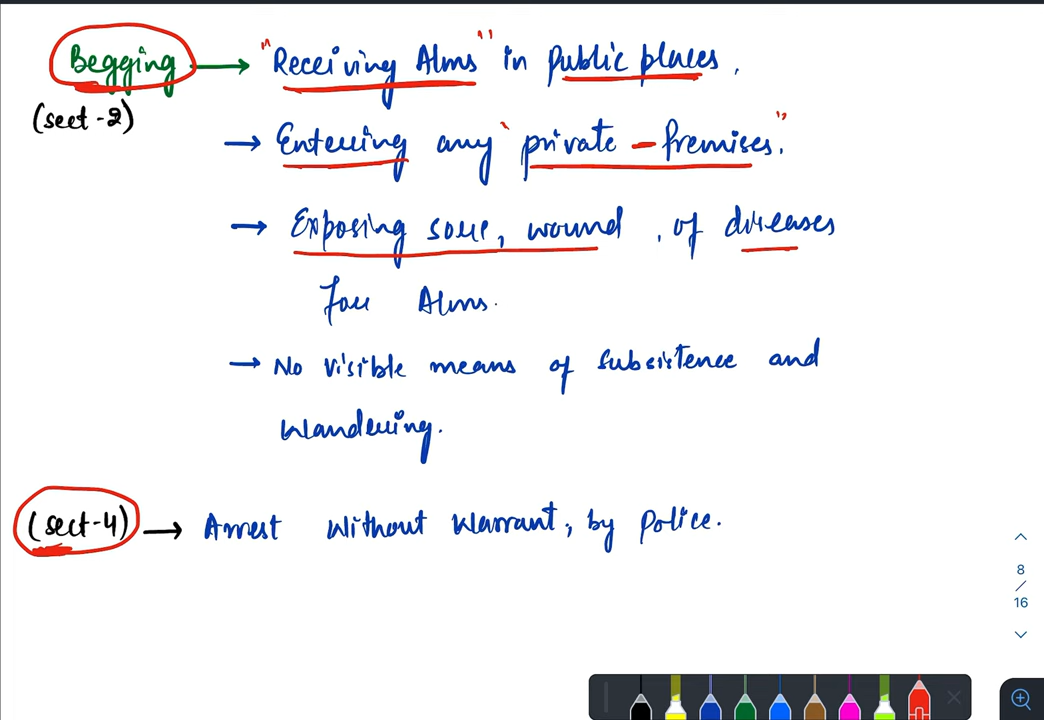 Begging → "Receiving Alms" in public places.
(sect-2)
→ Entering any "private - Premises."
→ Exposing sore, wound, of diseases
for Alms.
→ No visible means of subsistence and
Wandering.
(sect-4) → Arrest without Warrant, by Police.
8
/
16